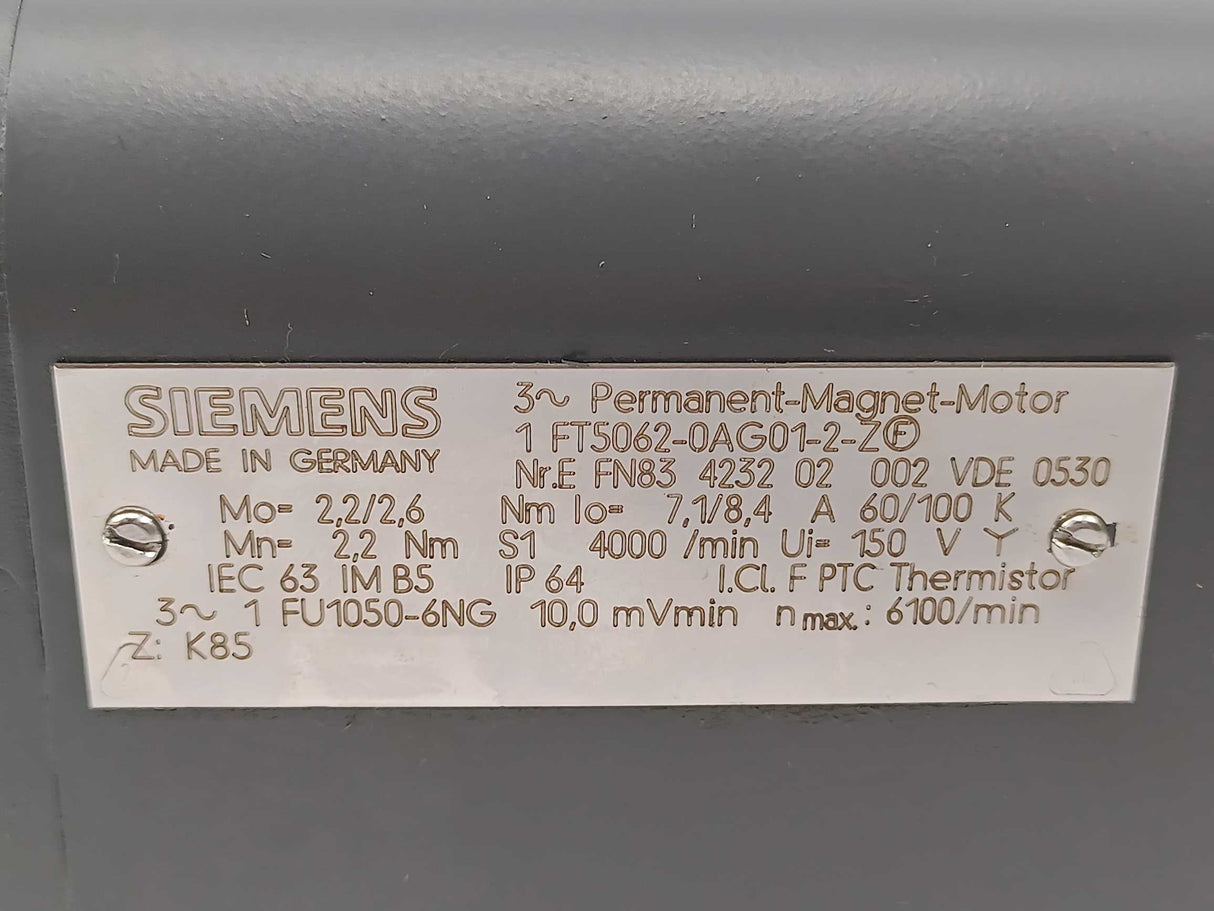 SIEMENS
MADE IN GERMANY
3~ Permanent-Magnet-Motor
1 FT5062-0AG01-2-Z Ⓕ
Nr.E FN83 4232 02 002 VDE 0530
Mo= 2,2/2,6 Nm Io= 7,1/8,4 A 60/100 K
Mn= 2,2 Nm S1 4000 /min Ui= 150 V Y
IEC 63 IM B5 IP 64 I.Cl. F PTC Thermistor
3~ 1 FU1050-6NG 10,0 mVmin nmax.: 6100/min
Z: K85